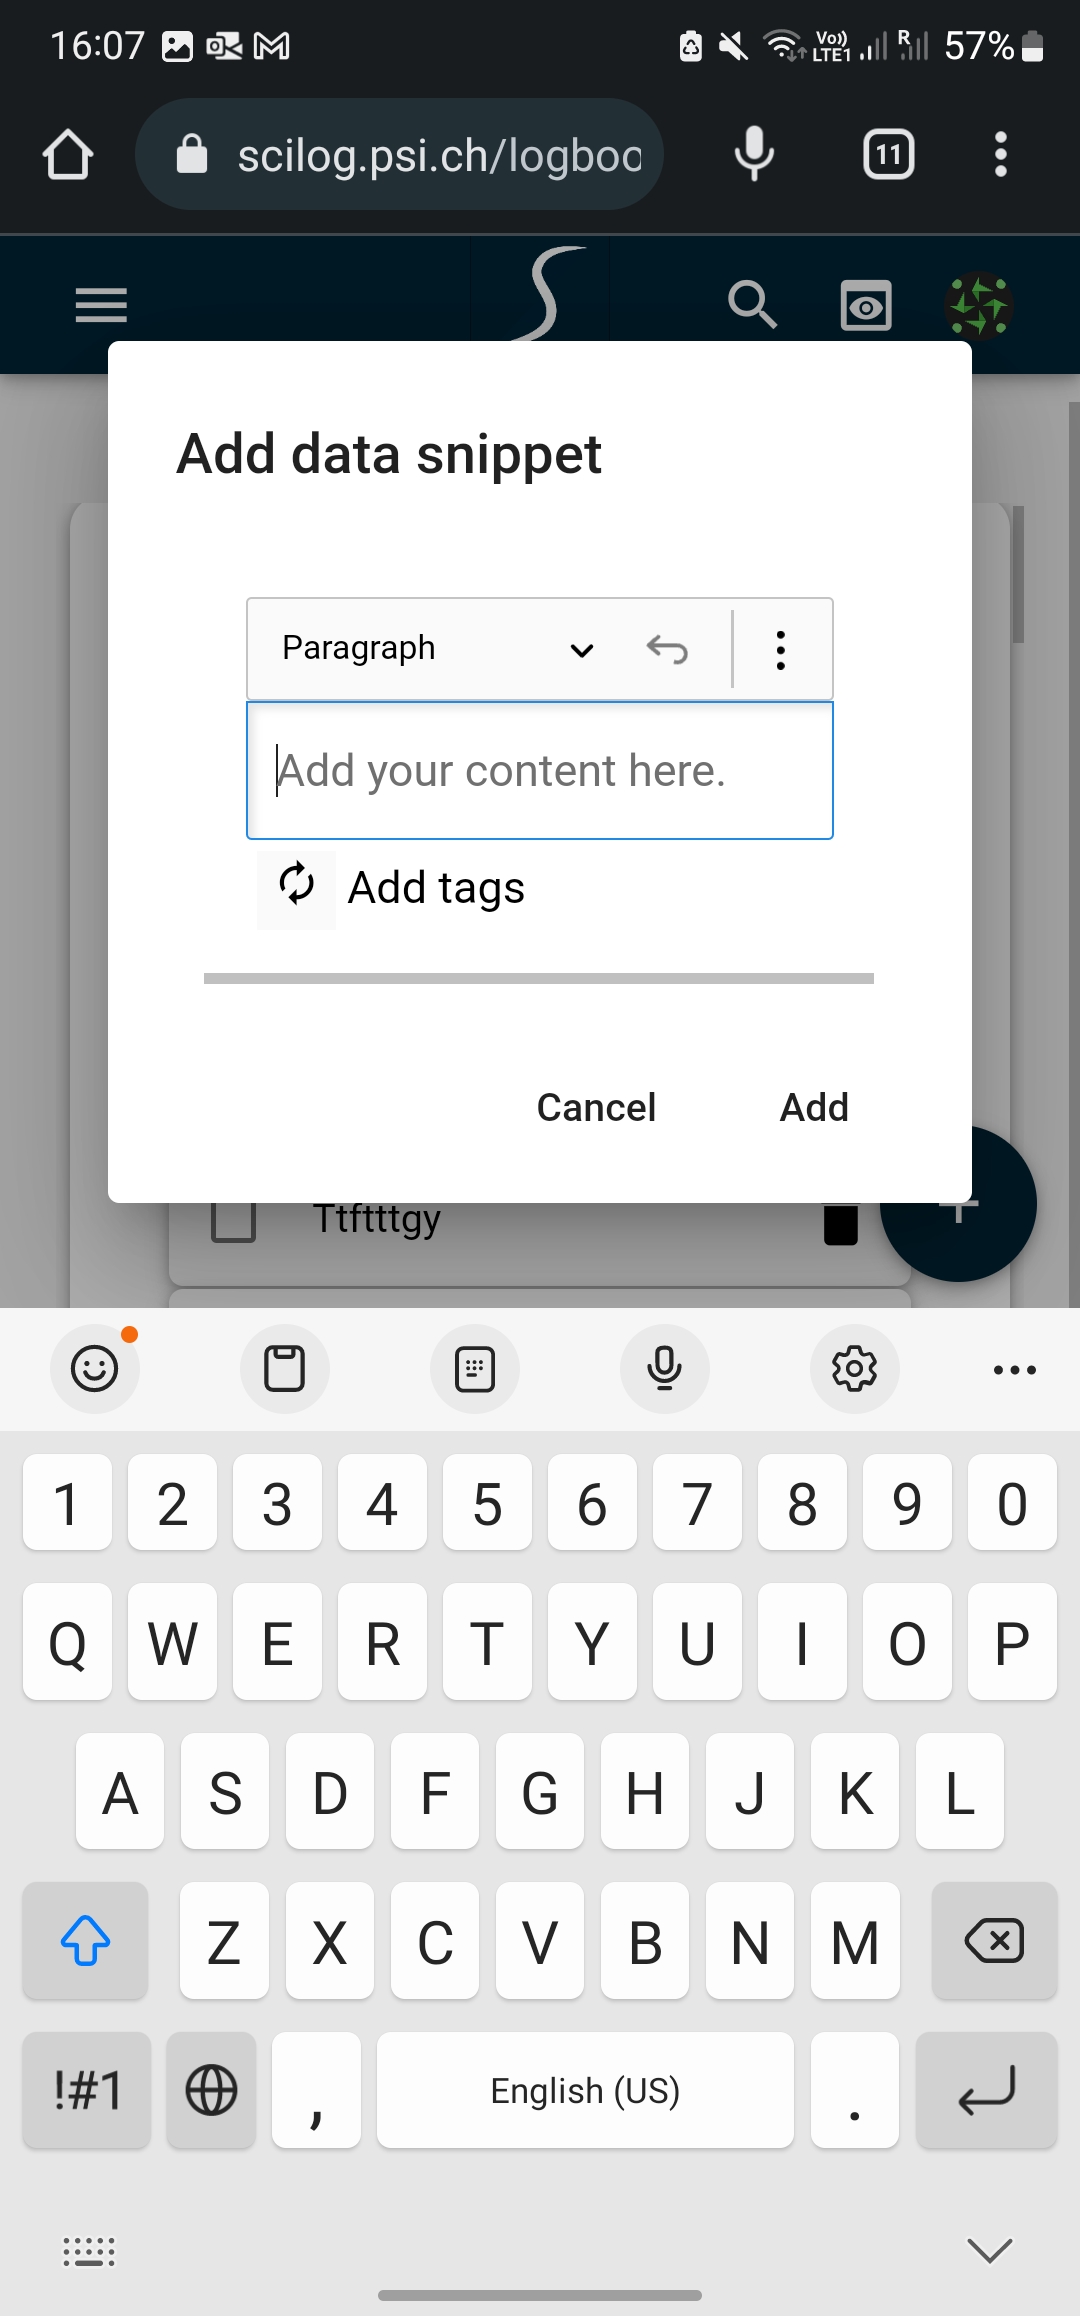 16:07
Vo)) LTE1
R
57%
scilog.psi.ch/logboo
11
Add data snippet
Paragraph
Add your content here.
Add tags
Cancel
Add
Ttftttgy
1 2 3 4 5 6 7 8 9 0
Q W E R T Y U I O P
A S D F G H J K L
Z X C V B N M
!#1 , English (US) .